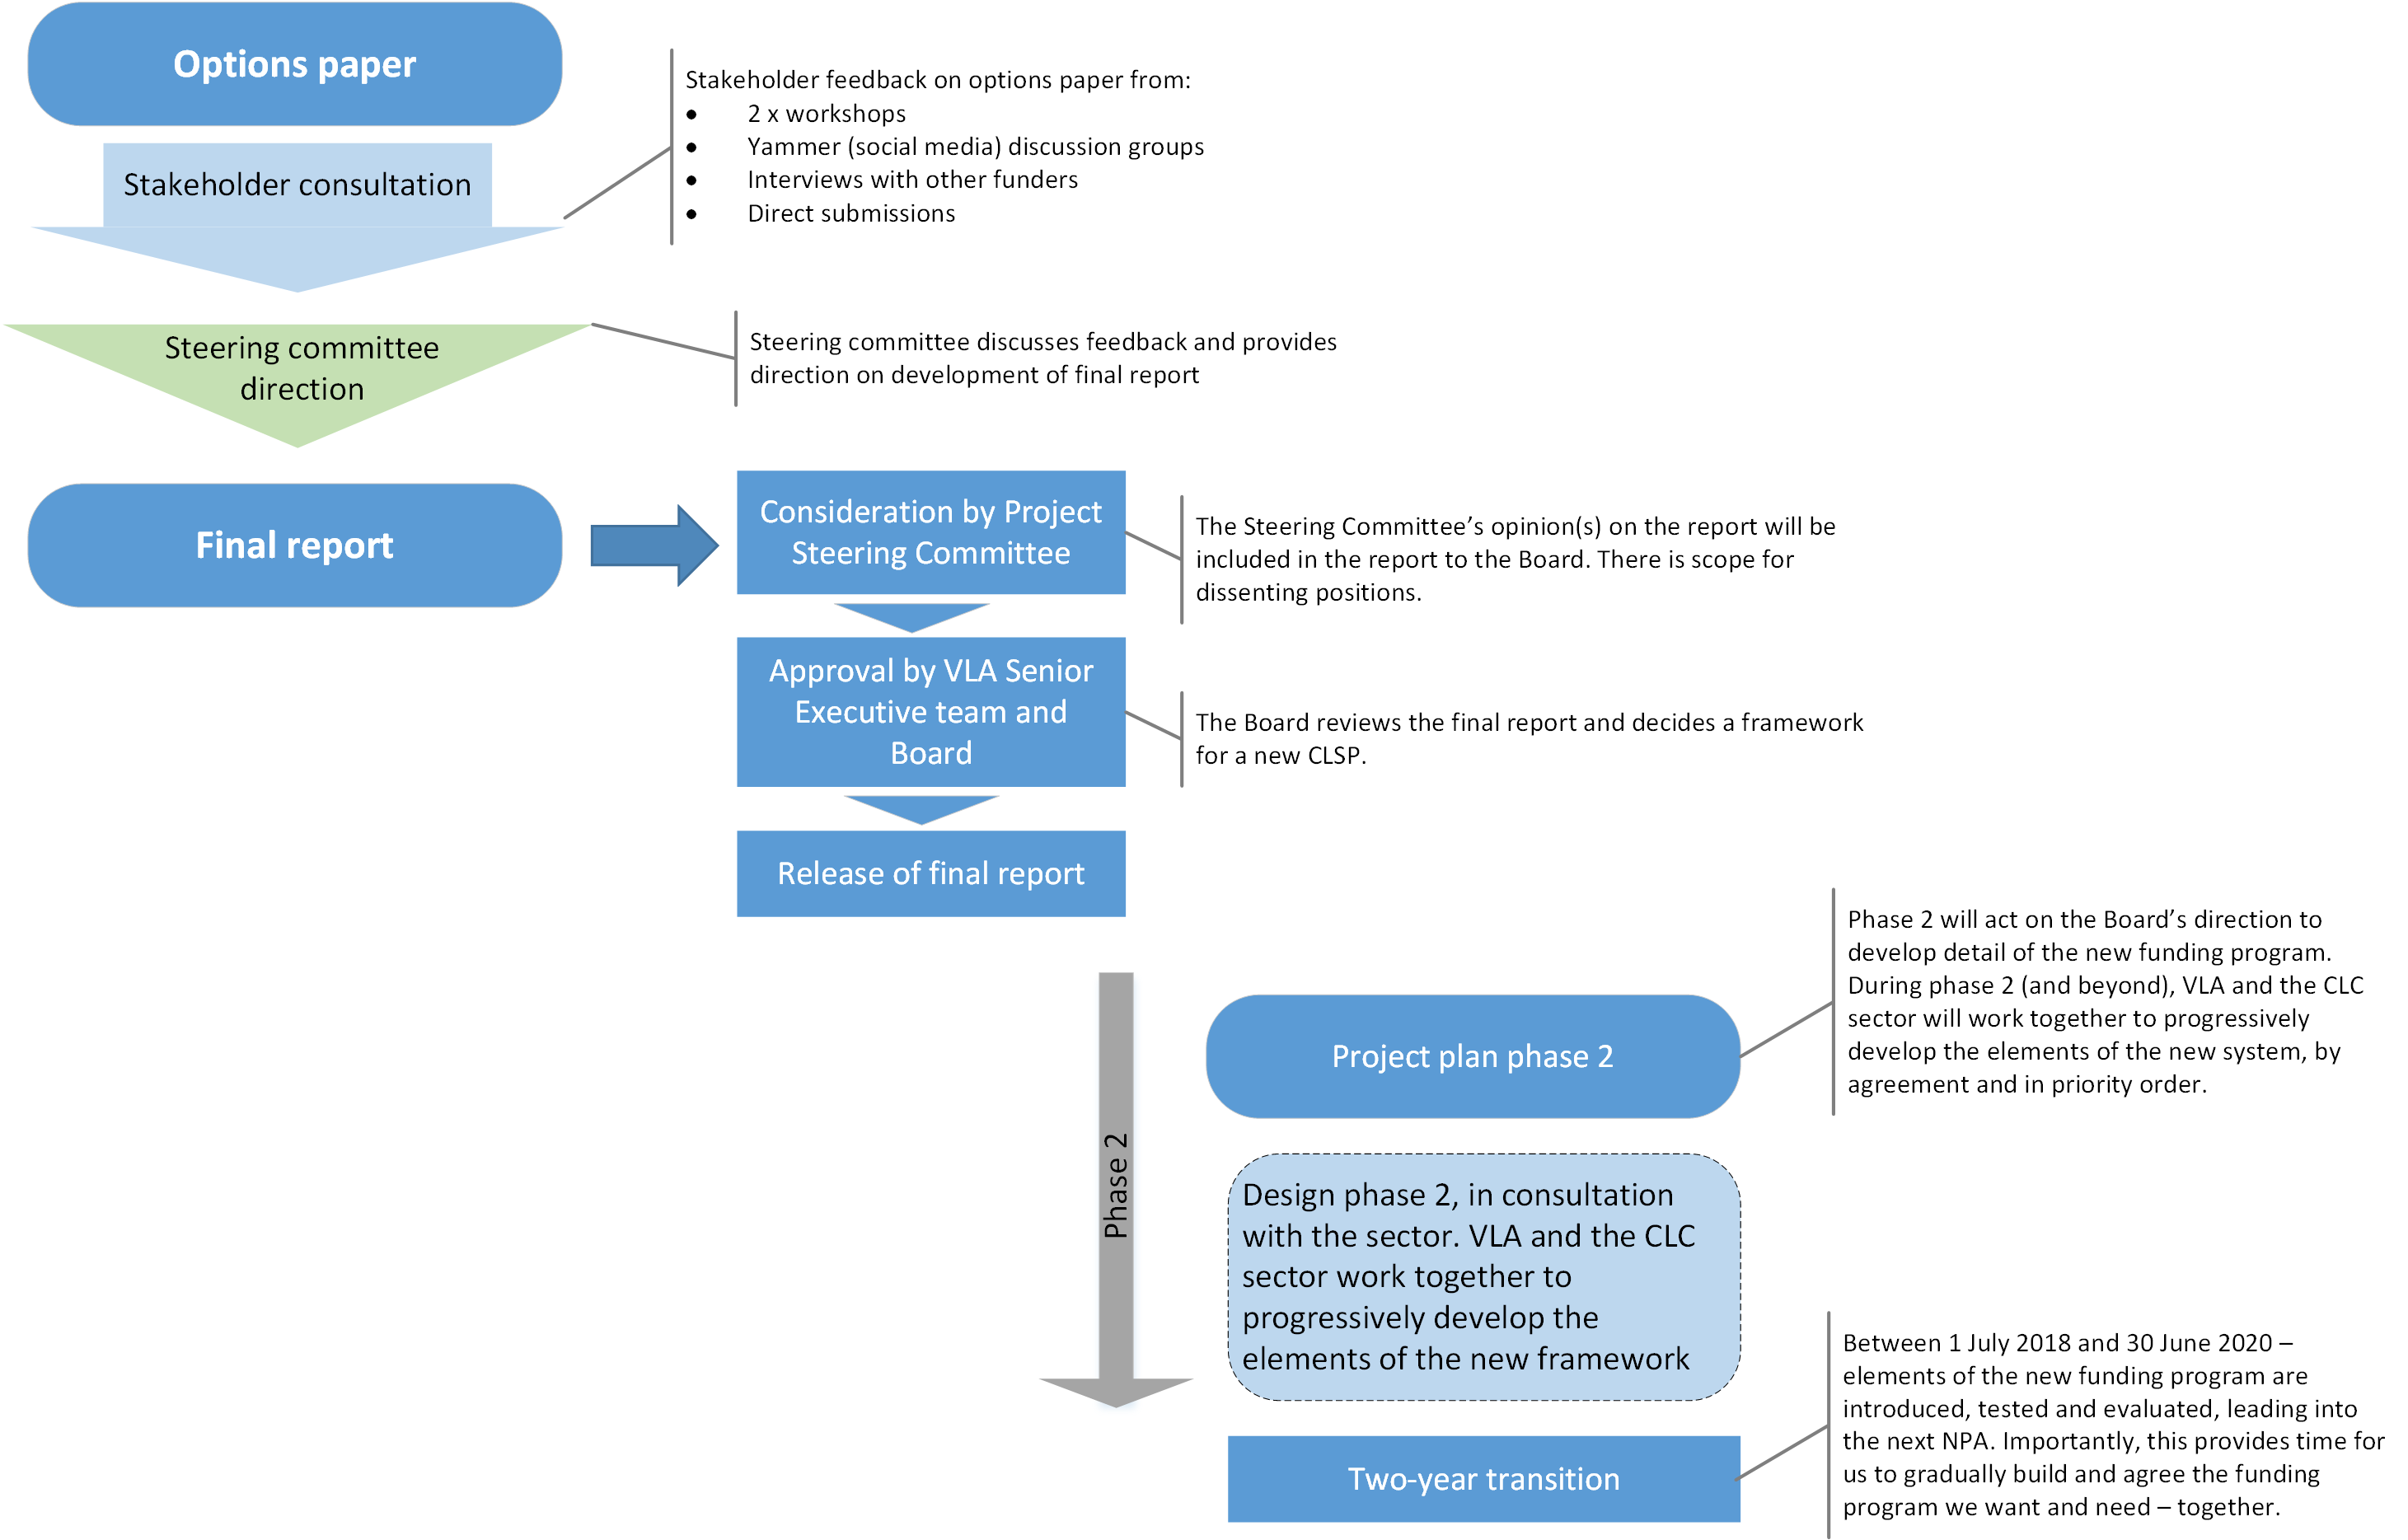 Options paper
Stakeholder consultation
Stakeholder feedback on options paper from:
● 2 x workshops
● Yammer (social media) discussion groups
● Interviews with other funders
● Direct submissions
Steering committee
direction
Steering committee discusses feedback and provides
direction on development of final report
Final report
Consideration by Project
Steering Committee
The Steering Committee’s opinion(s) on the report will be
included in the report to the Board. There is scope for
dissenting positions.
Approval by VLA Senior
Executive team and
Board
The Board reviews the final report and decides a framework
for a new CLSP.
Release of final report
Phase 2
Project plan phase 2
Phase 2 will act on the Board’s direction to
develop detail of the new funding program.
During phase 2 (and beyond), VLA and the CLC
sector will work together to progressively
develop the elements of the new system, by
agreement and in priority order.
Design phase 2, in consultation
with the sector. VLA and the CLC
sector work together to
progressively develop the
elements of the new framework
Two-year transition
Between 1 July 2018 and 30 June 2020 –
elements of the new funding program are
introduced, tested and evaluated, leading into
the next NPA. Importantly, this provides time for
us to gradually build and agree the funding
program we want and need – together.